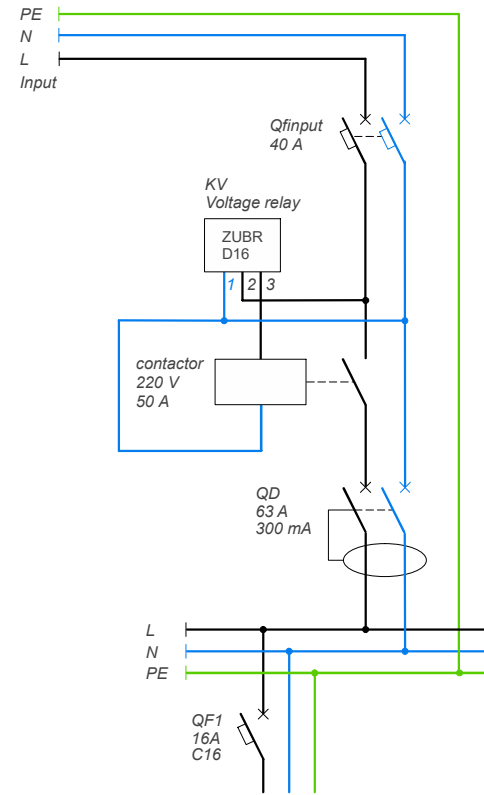 PE
N
L
Input
Qfinput
40 A
KV
Voltage relay
ZUBR
D16
1 2 3
contactor
220 V
50 A
QD
63 A
300 mA
L
N
PE
QF1
16A
C16